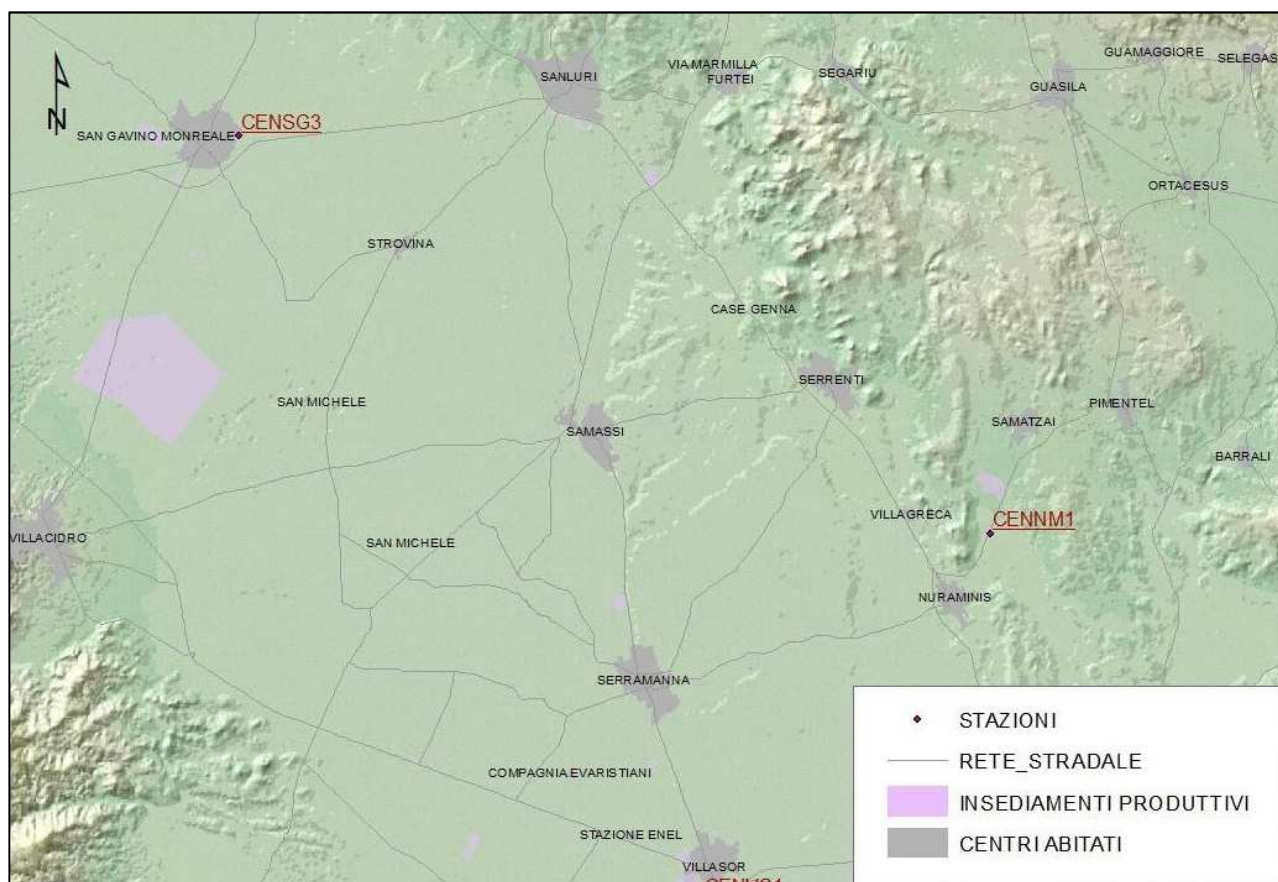 GUAMAGGIORE
SELEGAS
VIA MARMILLA
FURTEI
SEGARIU
SANLURI
GUASILA
N
SAN GAVINO MONREALE
CENSG3
ORTACESUS
STROVINA
CASE GENNA
SERRENTI
SAN MICHELE
PIMENTEL
SAMATZAI
SAMASSI
BARRALI
VILLAGRECA
CENNM1
VILLACIDRO
SAN MICHELE
NURAMINIS
SERRAMANNA
COMPAGNIA EVARISTIANI
STAZIONE ENEL
VILLASOR
STAZIONI
RETE_STRADALE
INSEDIAMENTI PRODUTTIVI
CENTRI ABITATI